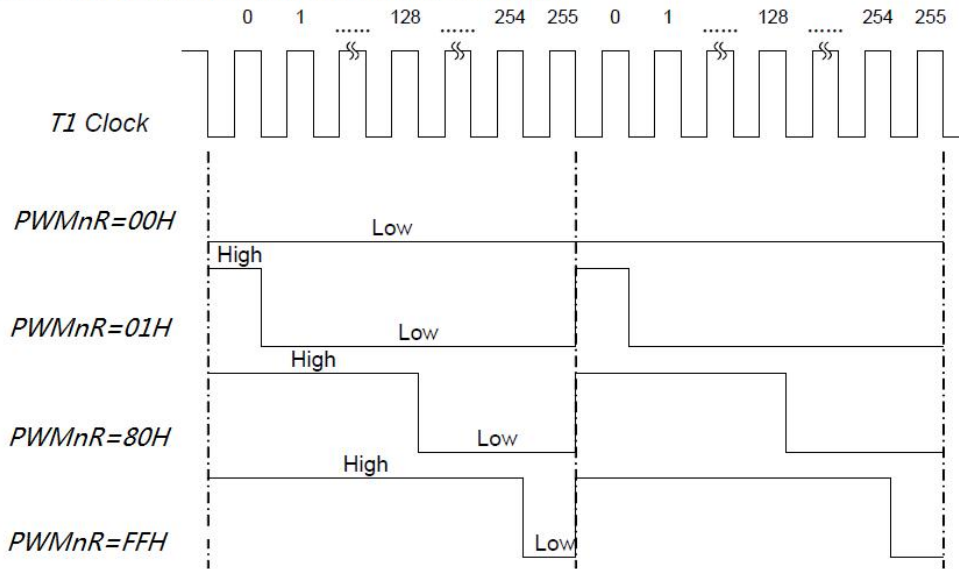 0 1 ...... 128 ...... 254 255 0 1 ...... 128 ...... 254 255
T1 Clock
PWMnR=00H
Low
High
PWMnR=01H
Low
High
PWMnR=80H
Low
High
PWMnR=FFH
Low